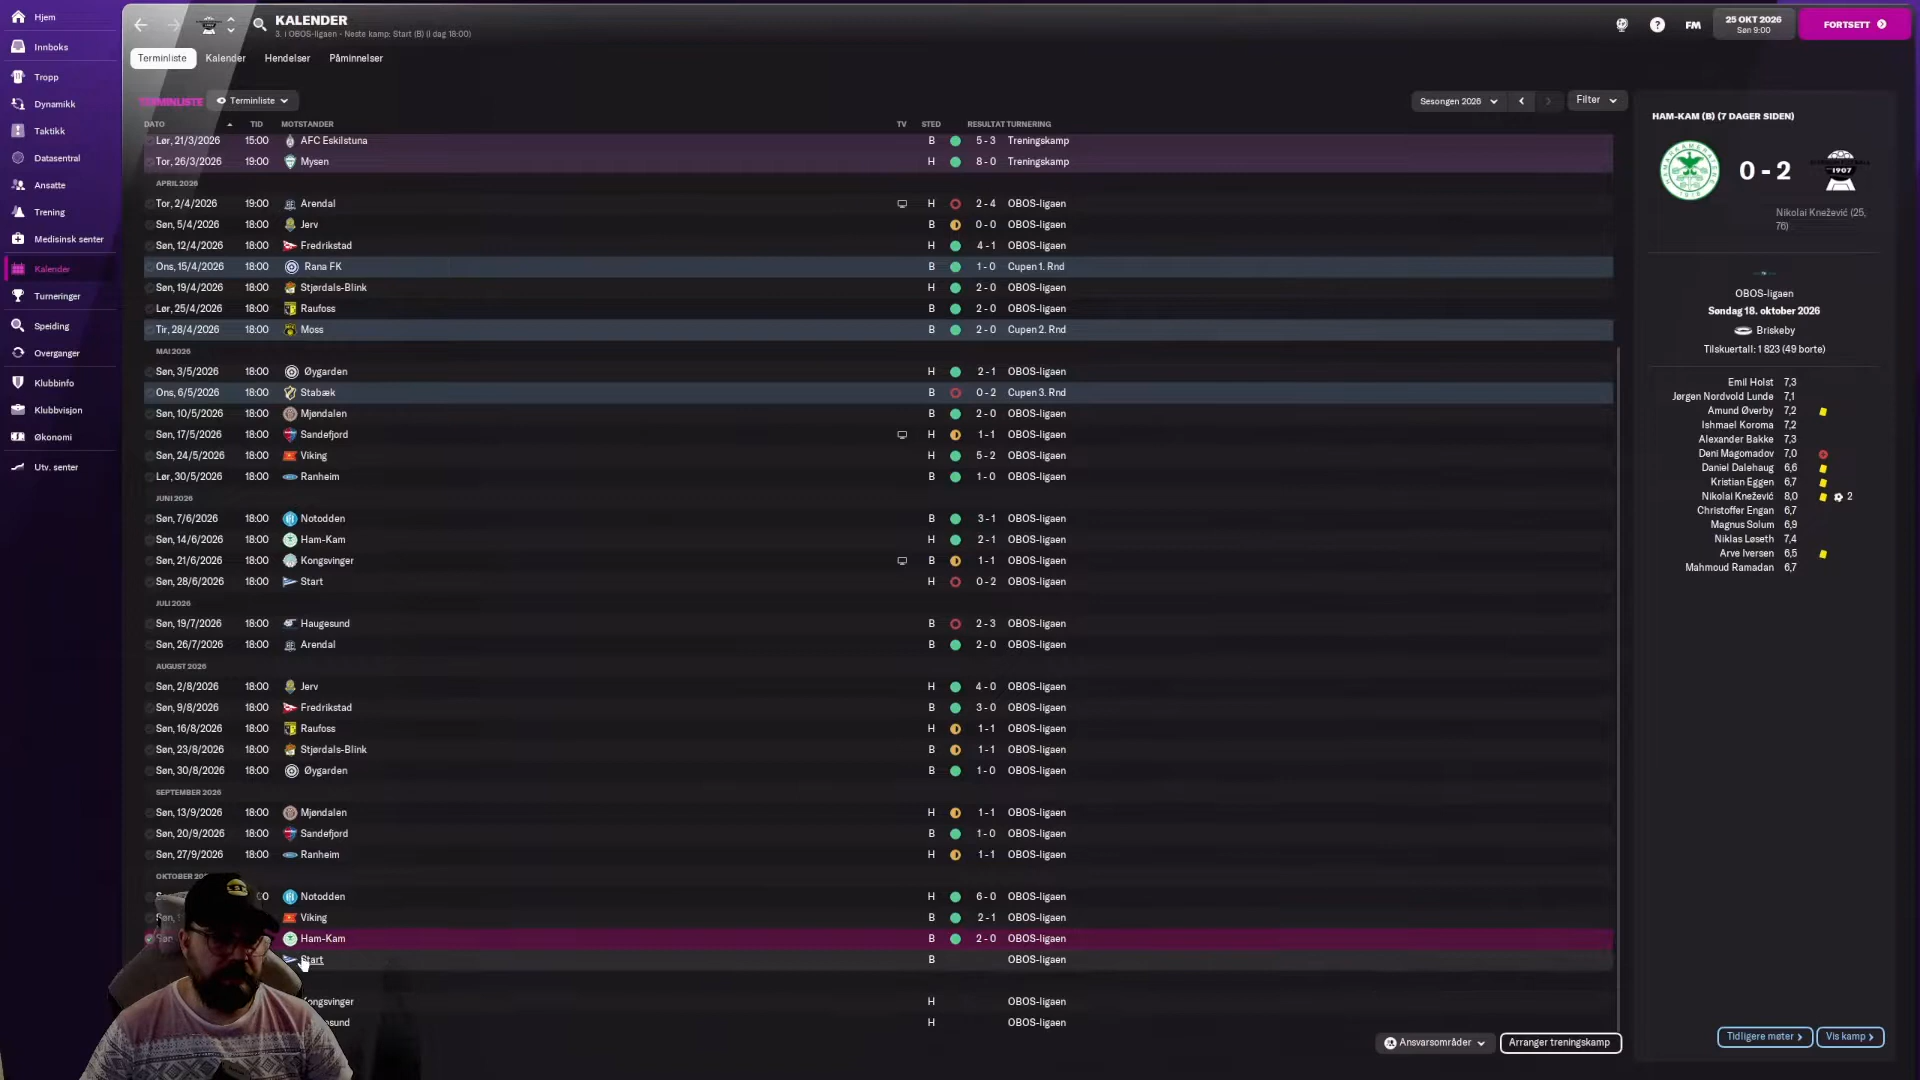 Hjem
Innboks
Tropp
Dynamikk
Taktikk
Datasentral
Ansatte
Trening
Medisinsk senter
Kalender
Turneringer
Speiding
Overganger
Klubbinfo
Klubbvisjon
Økonomi
Utv. senter
KALENDER
3. i OBOS-ligaen - Neste kamp: Start (B) (I dag 18:00)
FM
25 OKT 2026
Søn 9:00
FORTSETT
Terminliste Kalender Hendelser Påminnelser
TERMINLISTE Terminliste Sesongen 2026 Filter
DATO TID MOTSTANDER TV STED RESULTAT TURNERING
Lør, 21/3/2026 15:00 AFC Eskilstuna B 5 - 3 Treningskamp
Tor, 26/3/2026 19:00 Mysen H 8 - 0 Treningskamp
APRIL 2026
Tor, 2/4/2026 19:00 Arendal H 2 - 4 OBOS-ligaen
Søn, 5/4/2026 18:00 Jerv B 0 - 0 OBOS-ligaen
Søn, 12/4/2026 18:00 Fredrikstad H 4 - 1 OBOS-ligaen
Ons, 15/4/2026 18:00 Rana FK B 1 - 0 Cupen 1. Rnd
Søn, 19/4/2026 18:00 Stjørdals-Blink H 2 - 0 OBOS-ligaen
Lør, 25/4/2026 18:00 Raufoss B 2 - 0 OBOS-ligaen
Tir, 28/4/2026 18:00 Moss B 2 - 0 Cupen 2. Rnd
MAI 2026
Søn, 3/5/2026 18:00 Øygarden H 2 - 1 OBOS-ligaen
Ons, 6/5/2026 18:00 Stabæk B 0 - 2 Cupen 3. Rnd
Søn, 10/5/2026 18:00 Mjøndalen B 2 - 0 OBOS-ligaen
Søn, 17/5/2026 18:00 Sandefjord H 1 - 1 OBOS-ligaen
Søn, 24/5/2026 18:00 Viking H 5 - 2 OBOS-ligaen
Lør, 30/5/2026 18:00 Ranheim B 1 - 0 OBOS-ligaen
JUNI 2026
Søn, 7/6/2026 18:00 Notodden B 3 - 1 OBOS-ligaen
Søn, 14/6/2026 18:00 Ham-Kam H 2 - 1 OBOS-ligaen
Søn, 21/6/2026 18:00 Kongsvinger B 1 - 1 OBOS-ligaen
Søn, 28/6/2026 18:00 Start H 0 - 2 OBOS-ligaen
JULI 2026
Søn, 19/7/2026 18:00 Haugesund B 2 - 3 OBOS-ligaen
Søn, 26/7/2026 18:00 Arendal B 2 - 0 OBOS-ligaen
AUGUST 2026
Søn, 2/8/2026 18:00 Jerv H 4 - 0 OBOS-ligaen
Søn, 9/8/2026 18:00 Fredrikstad B 3 - 0 OBOS-ligaen
Søn, 16/8/2026 18:00 Raufoss H 1 - 1 OBOS-ligaen
Søn, 23/8/2026 18:00 Stjørdals-Blink B 1 - 1 OBOS-ligaen
Søn, 30/8/2026 18:00 Øygarden B 1 - 0 OBOS-ligaen
SEPTEMBER 2026
Søn, 13/9/2026 18:00 Mjøndalen H 1 - 1 OBOS-ligaen
Søn, 20/9/2026 18:00 Sandefjord B 1 - 0 OBOS-ligaen
Søn, 27/9/2026 18:00 Ranheim H 1 - 1 OBOS-ligaen
OKTOBER
Notodden H 6 - 0 OBOS-ligaen
Søn, Viking B 2 - 1 OBOS-ligaen
Ham-Kam B 2 - 0 OBOS-ligaen
Start B OBOS-ligaen
ongsvinger H OBOS-ligaen
esund H OBOS-ligaen
Ansvarsområder Arranger treningskamp
HAM-KAM (B) (7 DAGER SIDEN)
0 - 2
1907
Nikolai Knežević (25,
76)
OBOS-ligaen
Søndag 18. oktober 2026
Briskeby
Tilskuertall: 1 823 (49 borte)
Emil Holst 7,3
Jørgen Nordvold Lunde 7,1
Amund Øverby 7,2
Ishmael Koroma 7,2
Alexander Bakke 7,3
Deni Magomadov 7,0
Daniel Dalehaug 6,6
Kristian Eggen 6,7
Nikolai Knežević 8,0 2
Christoffer Engan 6,7
Magnus Solum 6,9
Niklas Løseth 7,4
Arve Iversen 6,5
Mahmoud Ramadan 6,7
Tidligere møter Vis kamp